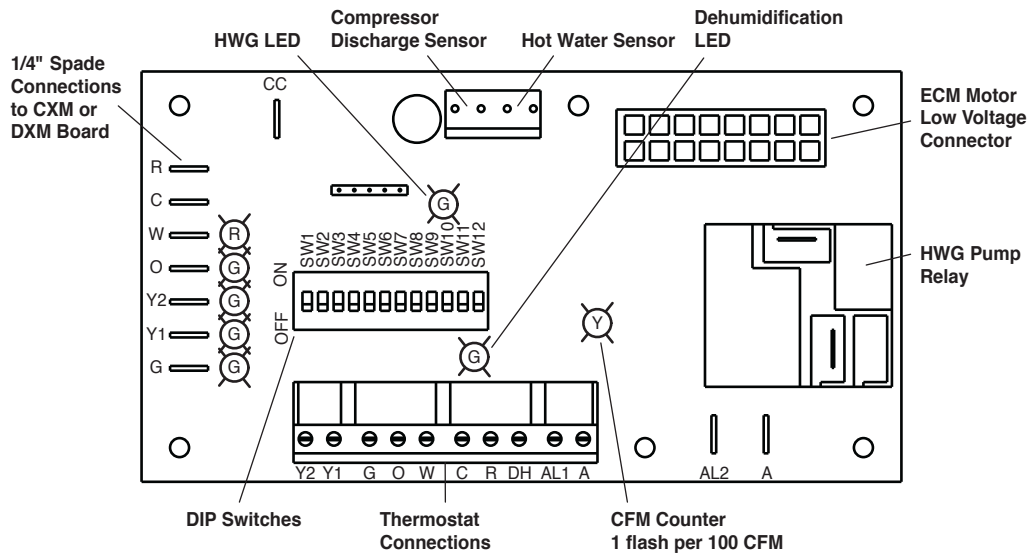 Compressor
Discharge Sensor
Dehumidification
LED
HWG LED
Hot Water Sensor
1/4" Spade
Connections
to CXM or
DXM Board
CC
ECM Motor
Low Voltage
Connector
R
C
W
O
Y2
Y1
G
R
G
G
G
G
G
SW1
SW2
SW3
SW4
SW5
SW6
SW7
SW8
SW9
SW10
SW11
SW12
ON
OFF
HWG Pump
Relay
Y
G
Y2 Y1 G O W C R DH AL1 A
AL2 A
DIP Switches
Thermostat
Connections
CFM Counter
1 flash per 100 CFM